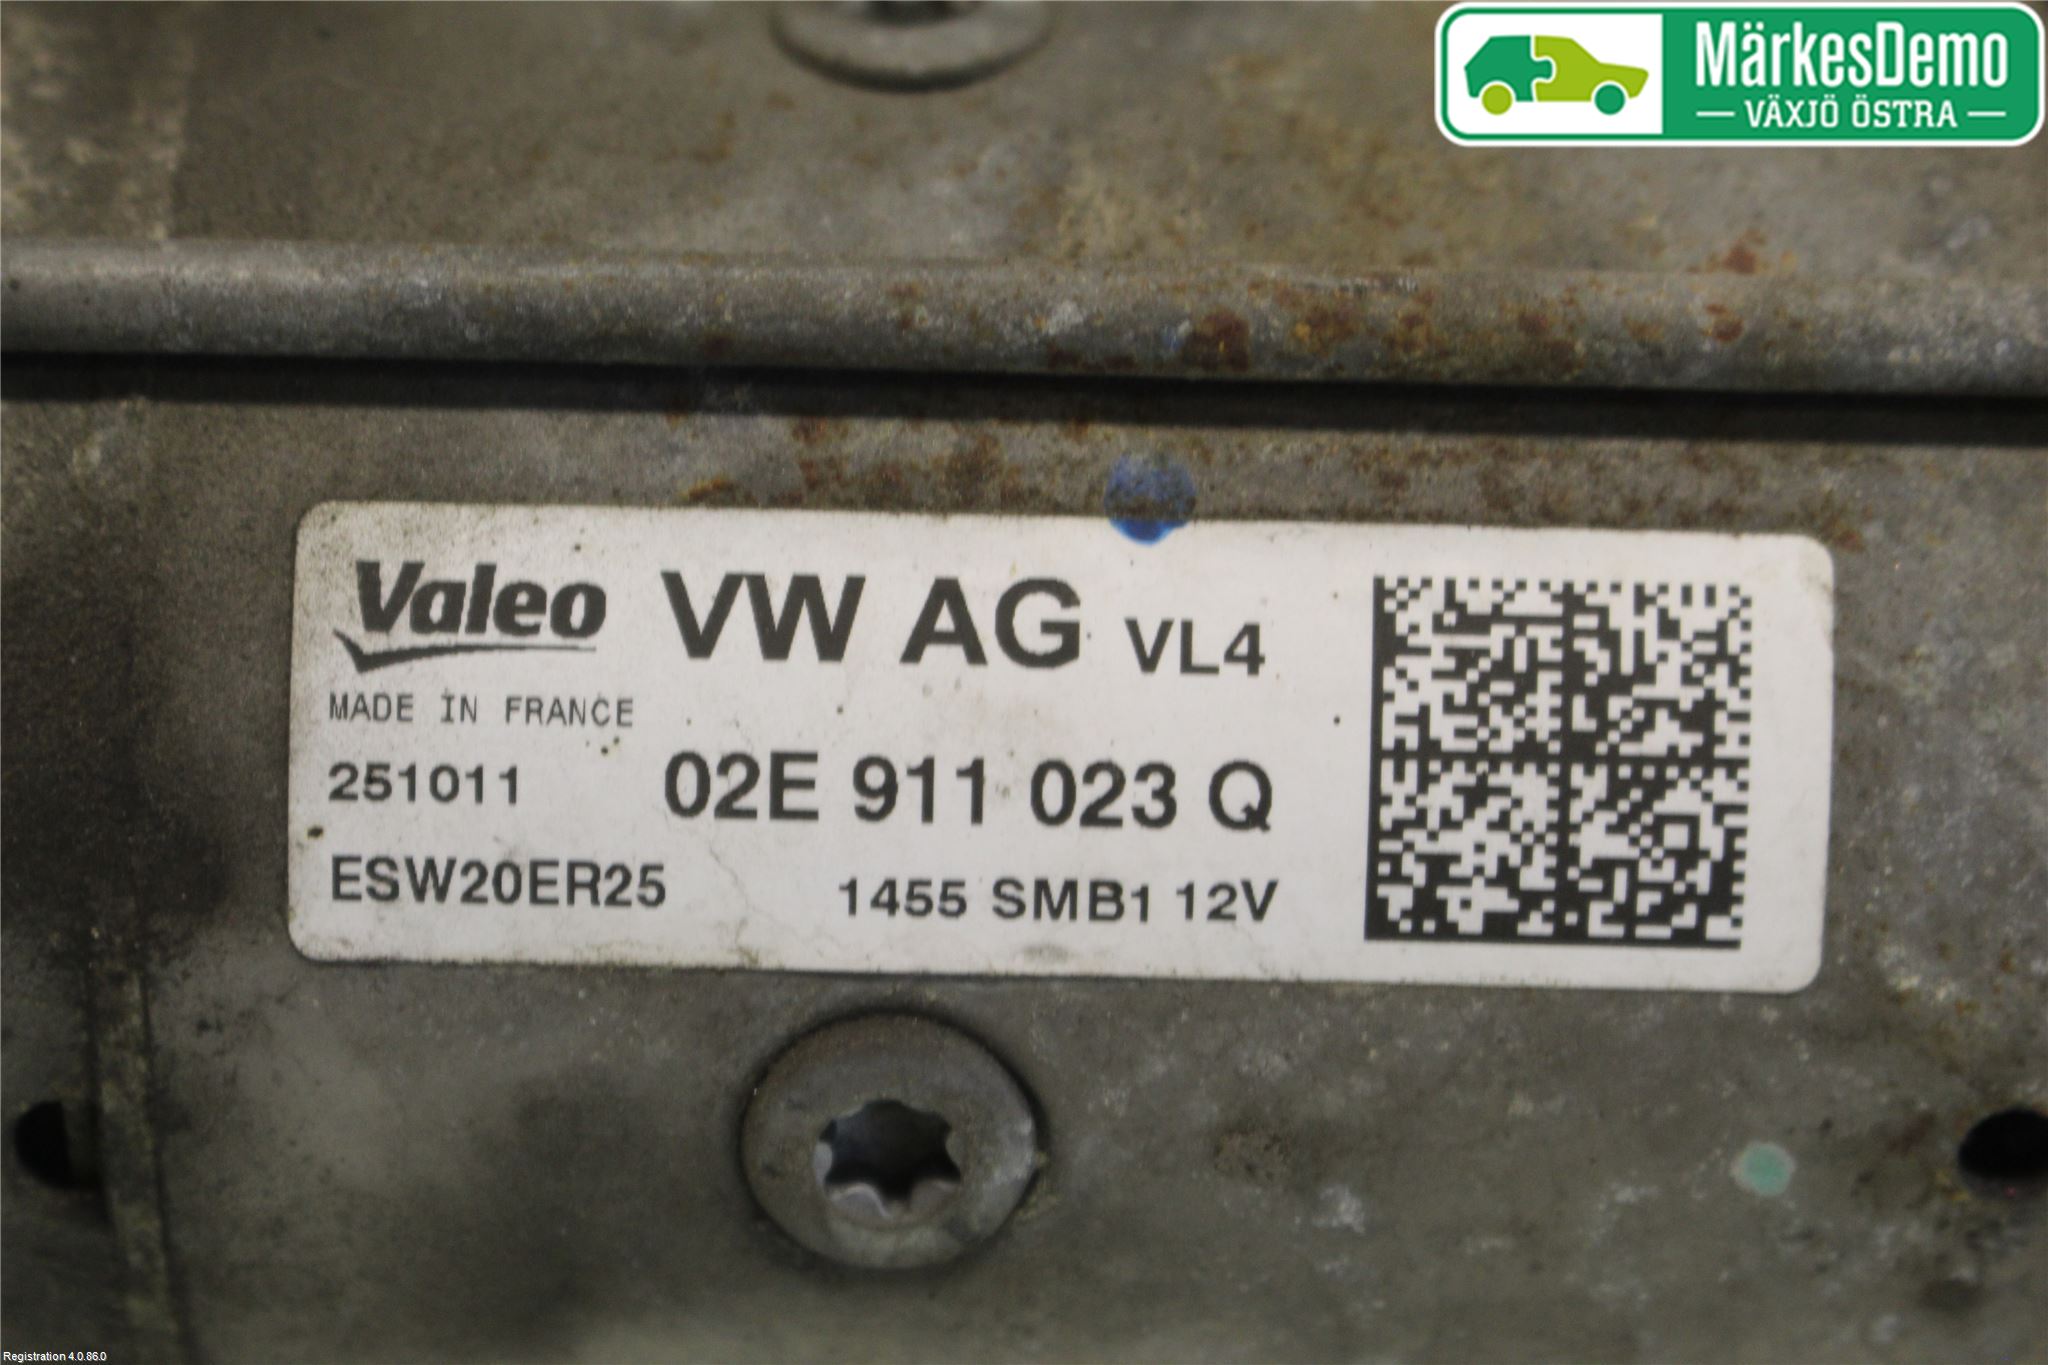 MärkesDemo
VÄXJÖ ÖSTRA
Valeo VW AG VL4
MADE IN FRANCE
251011 02E 911 023 Q
ESW20ER25 1455 SMB1 12V
Registration 4.0.86.0